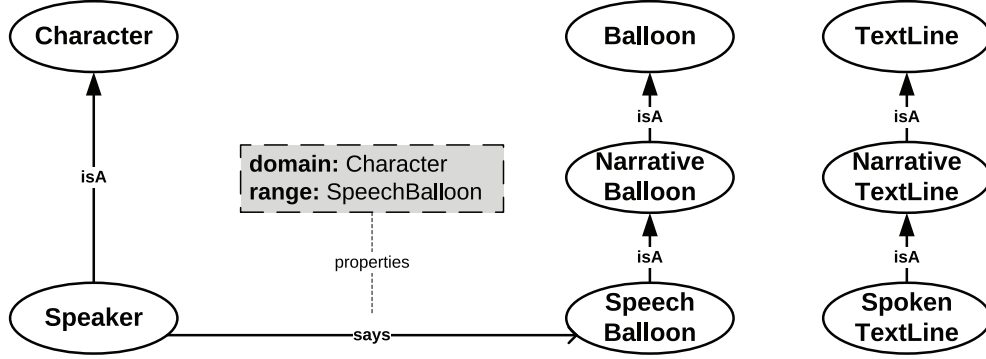 Character
Balloon
TextLine
isA
isA
isA
domain: Character
range: SpeechBalloon
Narrative
Balloon
Narrative
TextLine
properties
isA
isA
Speaker
says
Speech
Balloon
Spoken
TextLine